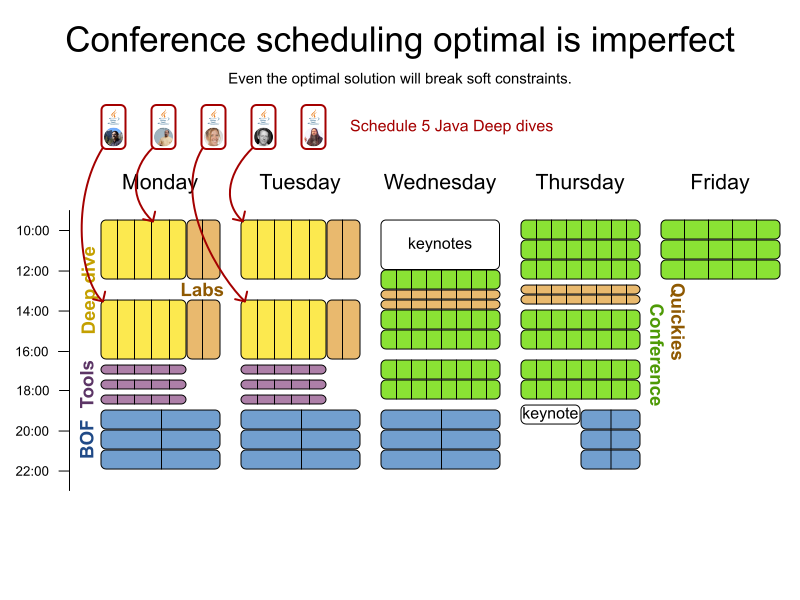 Conference scheduling optimal is imperfect
Even the optimal solution will break soft constraints.
Schedule 5 Java Deep dives
Monday
Tuesday
Wednesday
Thursday
Friday
10:00
12:00
14:00
16:00
18:00
20:00
22:00
Deep dive
Labs
Tools
BOF
keynotes
keynote
Quickies
Conference